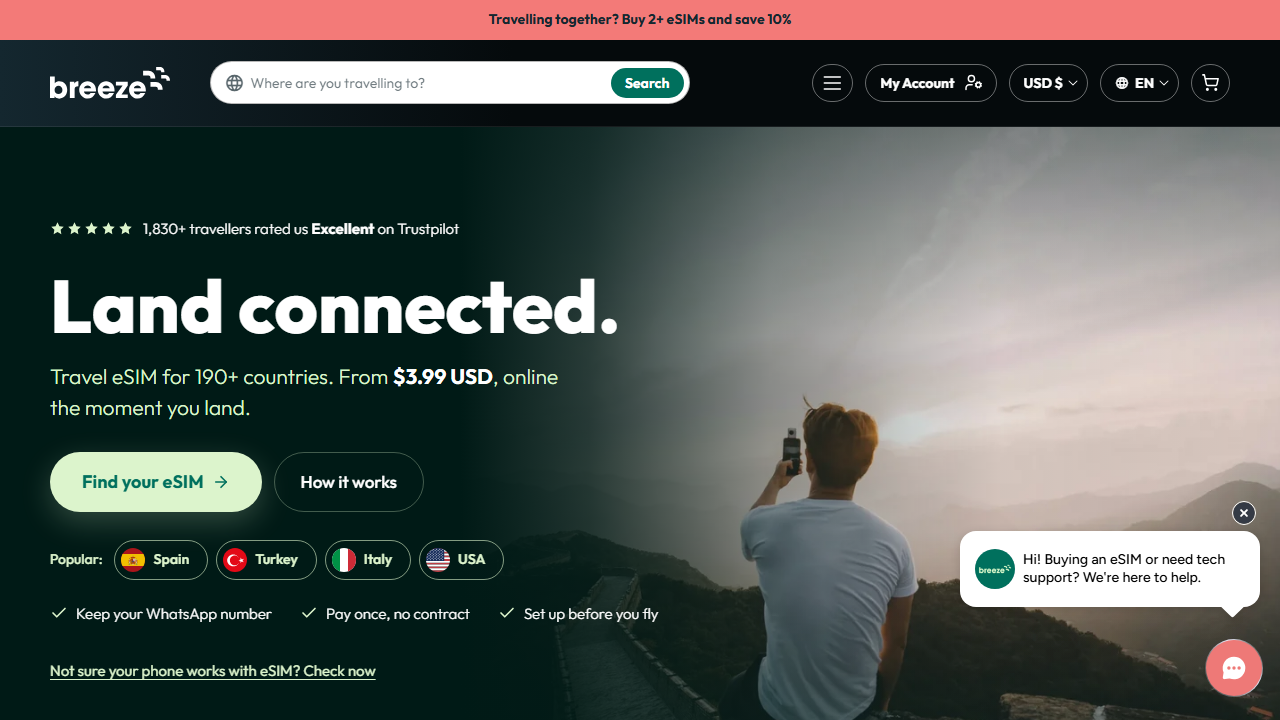 Travelling together? Buy 2+ eSIMs and save 10%
breeze
Where are you travelling to?
Search
My Account
USD $
EN
1,830+ travellers rated us Excellent on Trustpilot
Land connected.
Travel eSIM for 190+ countries. From $3.99 USD, online
the moment you land.
Find your eSIM
How it works
Popular:
Spain
Turkey
Italy
USA
Keep your WhatsApp number
Pay once, no contract
Set up before you fly
Not sure your phone works with eSIM? Check now
breeze
Hi! Buying an eSIM or need tech
support? We're here to help.